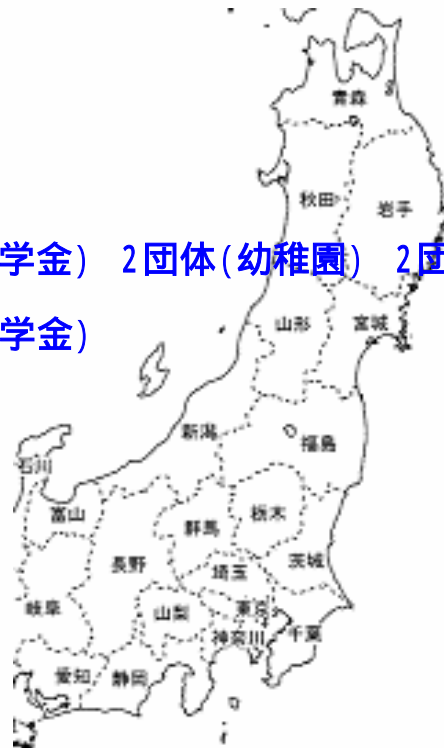 青森
秋田
岩手
学金) 2団体(幼稚園) 2団
山形
宮城
学金)
新潟
福島
石川
富山
群馬
栃木
長野
茨城
埼玉
岐阜
山梨
東京
神奈川
千葉
愛知
静岡